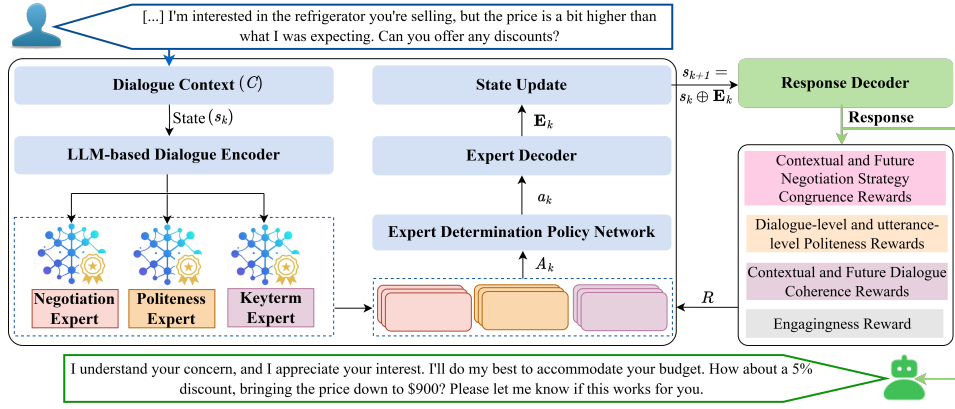 [...] I'm interested in the refrigerator you're selling, but the price is a bit higher than
what I was expecting. Can you offer any discounts?
Dialogue Context (C)
State (s_k)
LLM-based Dialogue Encoder
Negotiation
Expert
Politeness
Expert
Keyterm
Expert
State Update
E_k
Expert Decoder
a_k
Expert Determination Policy Network
A_k
s_{k+1} =
s_k ⊕ E_k
Response Decoder
Response
Contextual and Future
Negotiation Strategy
Congruence Rewards
Dialogue-level and utterance-
level Politeness Rewards
Contextual and Future Dialogue
Coherence Rewards
Engagingness Reward
R
I understand your concern, and I appreciate your interest. I'll do my best to accommodate your budget. How about a 5%
discount, bringing the price down to $900? Please let me know if this works for you.